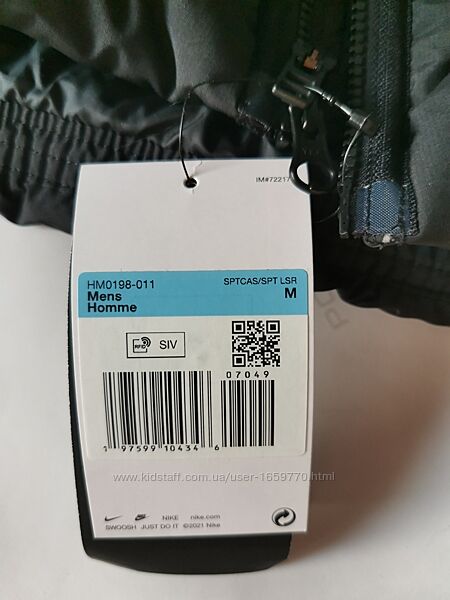 IM#72217
HM0198-011
SPTCAS/SPT LSR
Mens
M
Homme
RFID
SIV
07049
1 97599 10434 6
www.kidstaff.com.ua/user-1659770.html
NIKE nike.com
SWOOSH JUST DO IT ©2021 Nike